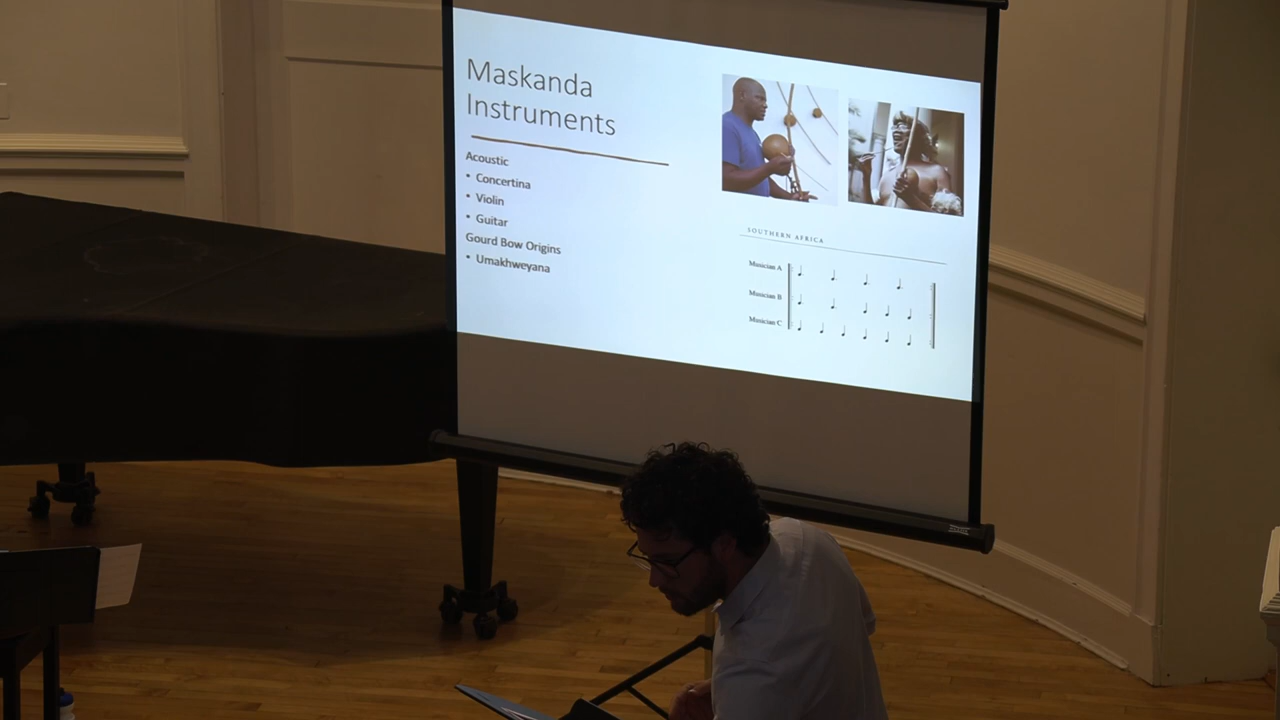 Maskanda
Instruments
Acoustic
• Concertina
• Violin
• Guitar
Gourd Bow Origins
• Umakhweyana
SOUTHERN AFRICA
Musician A
Musician B
Musician C